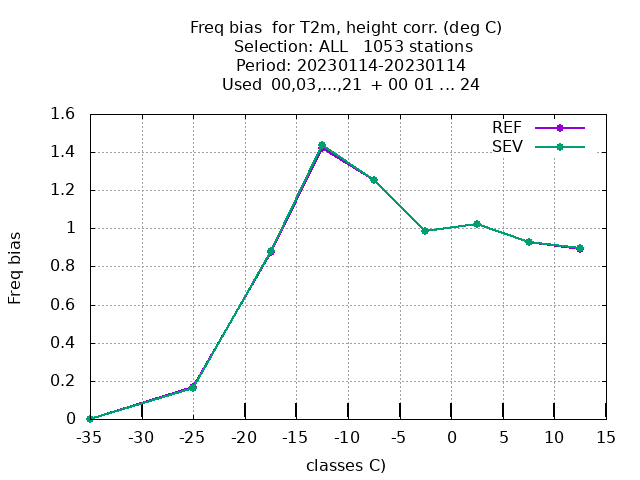 Freq bias  for T2m, height corr. (deg C)
Selection: ALL   1053 stations
Period: 20230114-20230114
Used  00,03,...,21  + 00 01 ... 24
REF
SEV
Freq bias
1.6
1.4
1.2
1
0.8
0.6
0.4
0.2
0
-35 -30 -25 -20 -15 -10 -5 0 5 10 15
classes C)